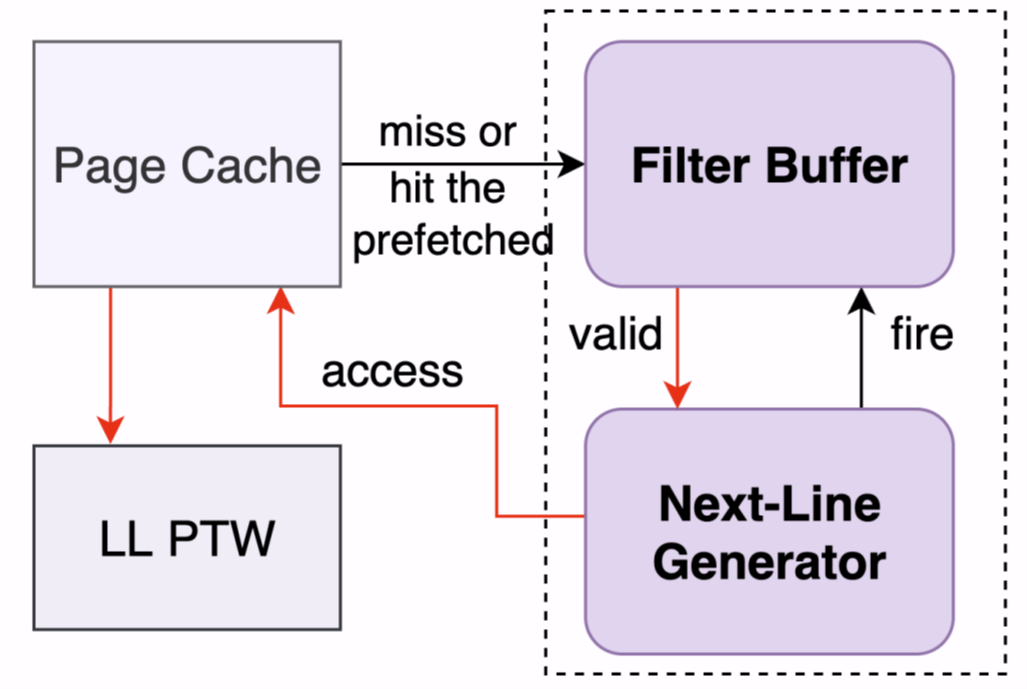 Page Cache
miss or
hit the
prefetched
Filter Buffer
valid
fire
access
LL PTW
Next-Line
Generator